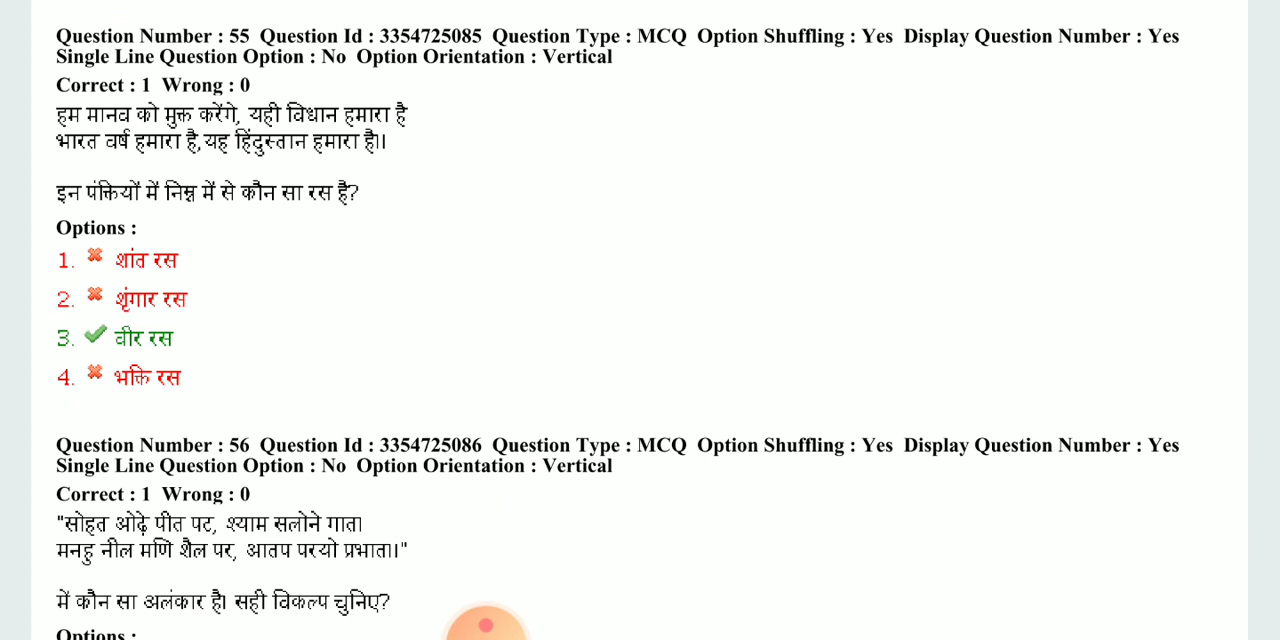 Question Number : 55 Question Id : 3354725085 Question Type : MCQ Option Shuffling : Yes Display Question Number : Yes
Single Line Question Option : No Option Orientation : Vertical
Correct : 1 Wrong : 0
हम मानव को मुक्त करेंगे, यही विधान हमारा है
भारत वर्ष हमारा है,यह हिंदुस्तान हमारा है।।
इन पंक्तियों में निम्न में से कौन सा रस है?
Options :
1. शांत रस
2. शृंगार रस
3. वीर रस
4. भक्ति रस
Question Number : 56 Question Id : 3354725086 Question Type : MCQ Option Shuffling : Yes Display Question Number : Yes
Single Line Question Option : No Option Orientation : Vertical
Correct : 1 Wrong : 0
"सोहत ओढ़े पीत पट, श्याम सलोने गात।
मनहु नील मणि शैल पर, आतप परयो प्रभात।।"
में कौन सा अलंकार है। सही विकल्प चुनिए?
Options :